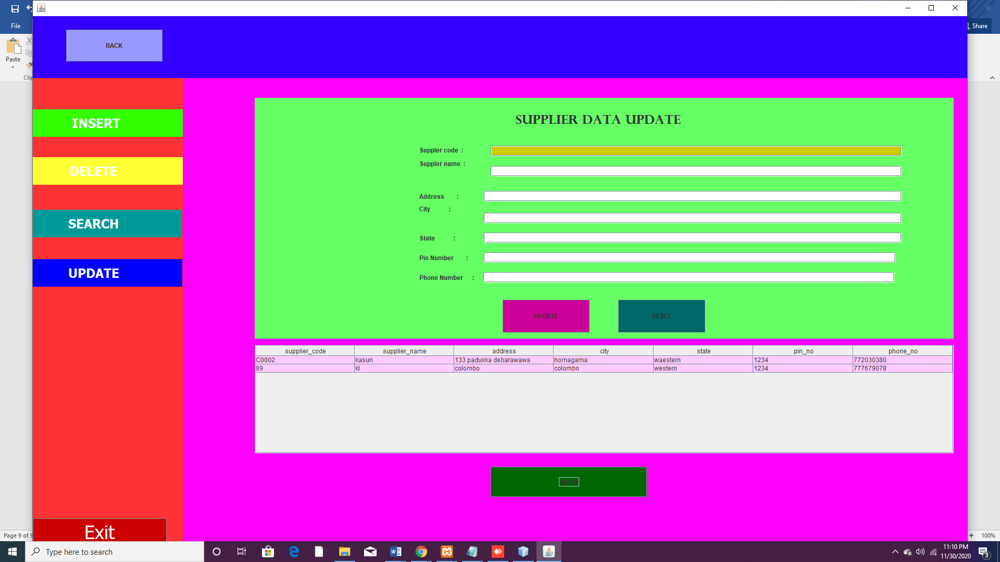 File
Share
Paste
Clip
BACK
INSERT
DELETE
SEARCH
UPDATE
Exit
SUPPLIER DATA UPDATE
Suppler code :
Suppler name :
Address :
City :
State :
Pin Number :
Phone Number :
UPDATE RESET
supplier_code supplier_name address city state pin_no phone_no
C0002 kasun 133 padukka debarawawa homagama waestern 1234 772030380
89 kl colombo colombo western 1234 777679078
SHOW
Page 9 of 9
100%
Type here to search
11:10 PM
11/30/2020
3